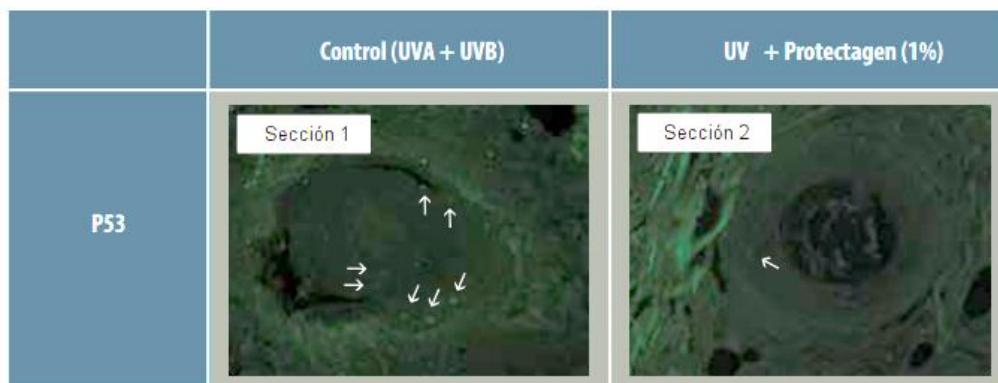 Control (UVA + UVB)
UV + Protectagen (1%)
P53
Sección 1
Sección 2